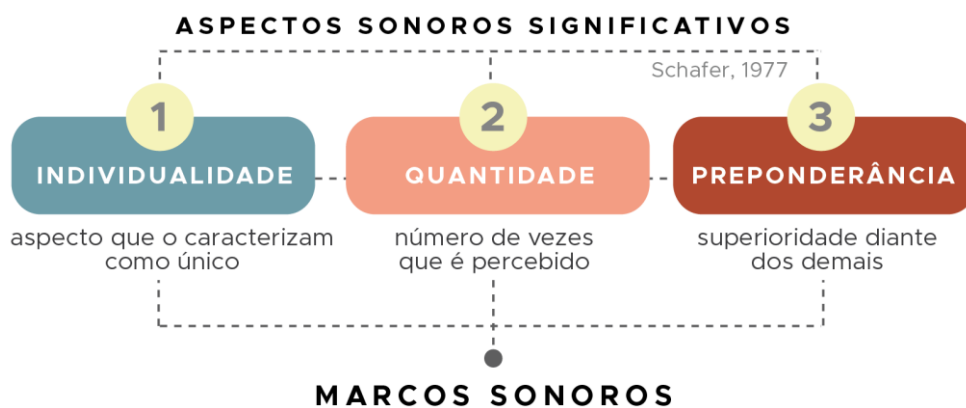 ASPECTOS SONOROS SIGNIFICATIVOS
Schafer, 1977
1
2
3
INDIVIDUALIDADE
QUANTIDADE
PREPONDERÂNCIA
aspecto que o caracterizam
como único
número de vezes
que é percebido
superioridade diante
dos demais
MARCOS SONOROS